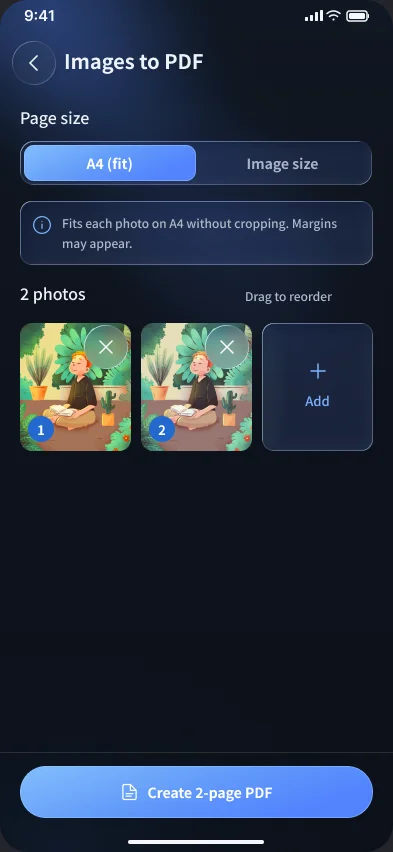 9:41
Images to PDF
Page size
A4 (fit)
Image size
Fits each photo on A4 without cropping. Margins
may appear.
2 photos
Drag to reorder
1
2
Add
Create 2-page PDF